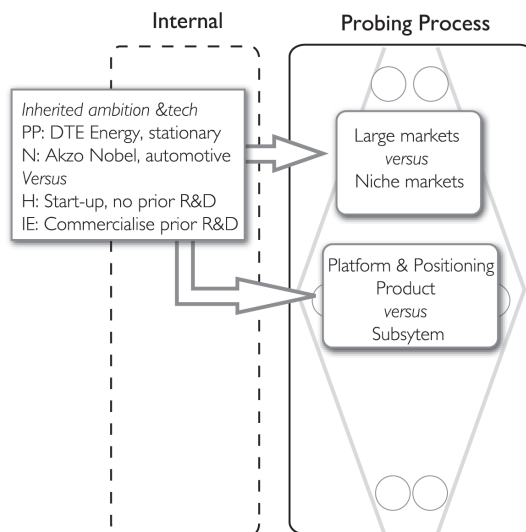 Internal
Probing Process
Inherited ambition &tech
PP: DTE Energy, stationary
N: Akzo Nobel, automotive
Versus
H: Start-up, no prior R&D
IE: Commercialise prior R&D
Large markets
versus
Niche markets
Platform & Positioning
Product
versus
Subsytem